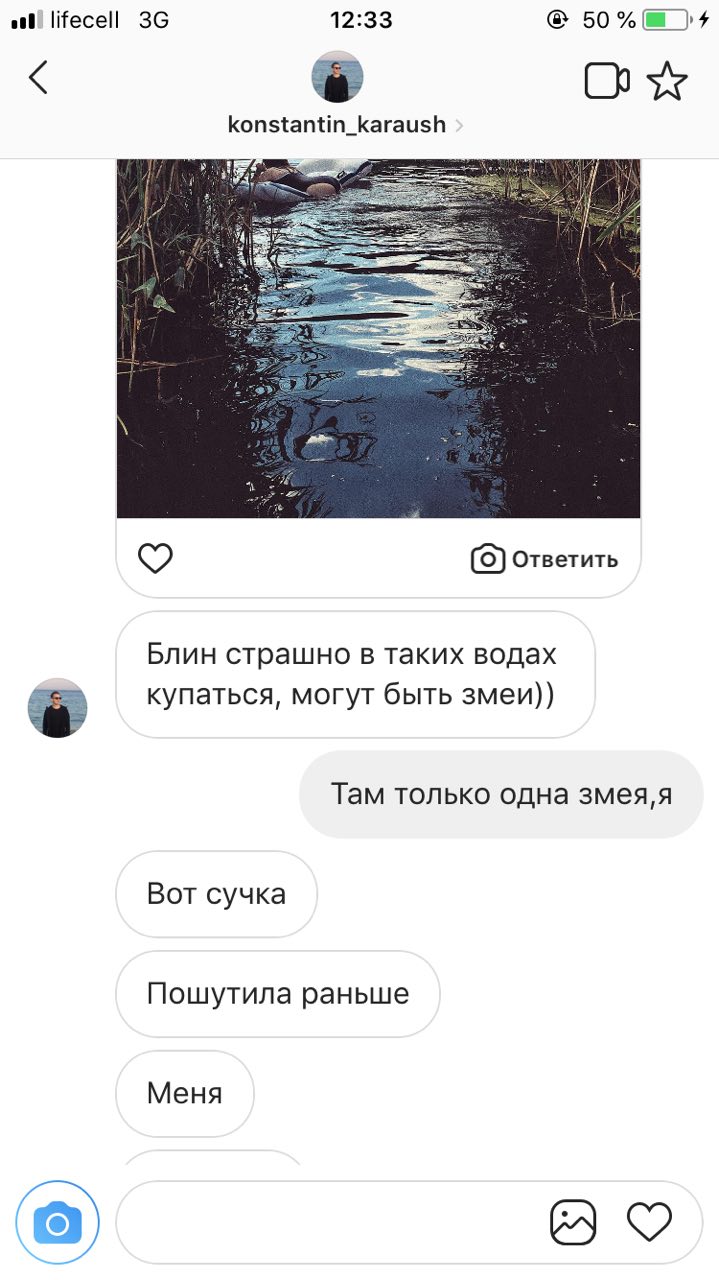 lifecell 3G 12:33 50 %
konstantin_karaush
Ответить
Блин страшно в таких водах
купаться, могут быть змеи))
Там только одна змея,я
Вот сучка
Пошутила раньше
Меня